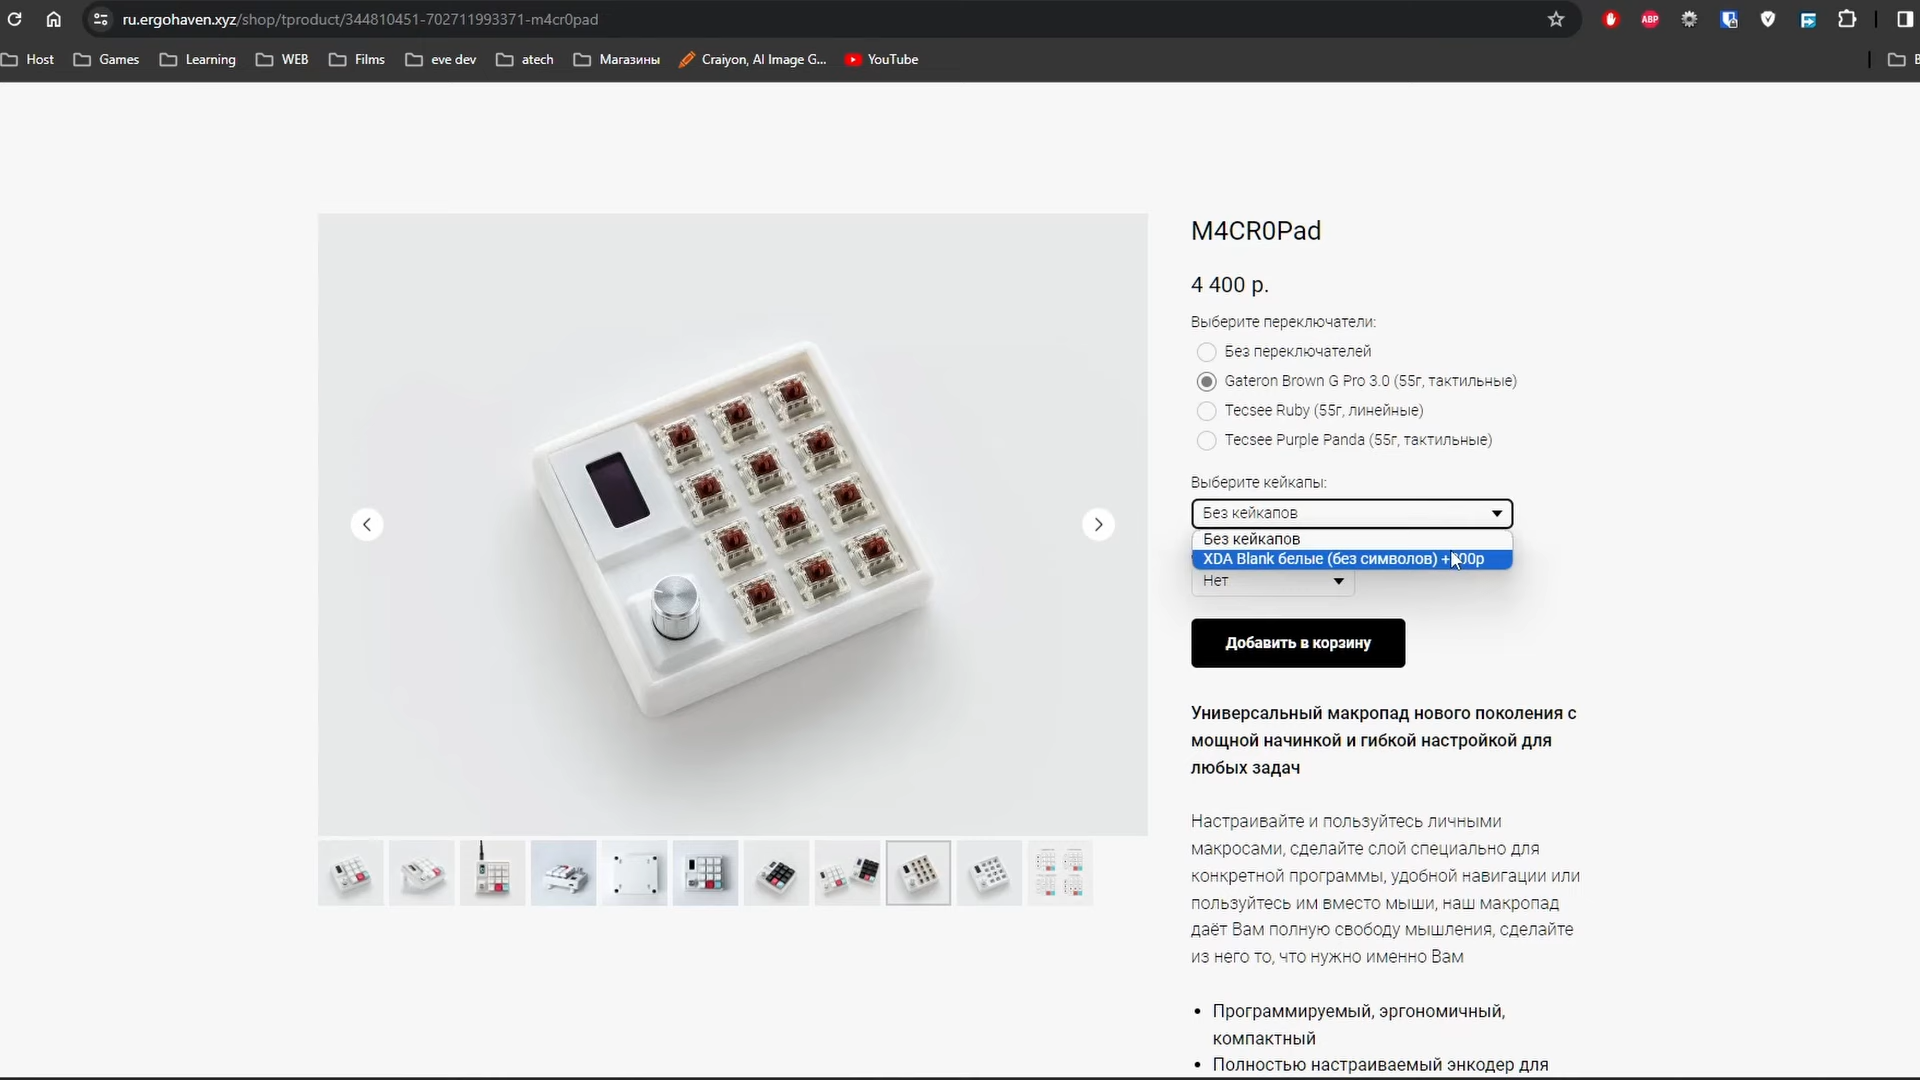 ru.ergohaven.xyz/shop/tproduct/344810451-702711993371-m4cr0pad
ABP
Host
Games
Learning
WEB
Films
eve dev
atech
Магазины
Craiyon, AI Image G...
YouTube
M4CR0Pad
4 400 р.
Выберите переключатели:
Без переключателей
Gateron Brown G Pro 3.0 (55г, тактильные)
Tecsee Ruby (55г, линейные)
Tecsee Purple Panda (55г, тактильные)
Выберите кейкапы:
Без кейкапов
Без кейкапов
XDA Blank белые (без символов)
Нет
Добавить в корзину
Универсальный макропад нового поколения с
мощной начинкой и гибкой настройкой для
любых задач
Настраивайте и пользуйтесь личными
макросами, сделайте слой специально для
конкретной программы, удобной навигации или
пользуйтесь им вместо мыши, наш макропад
даёт Вам полную свободу мышления, сделайте
из него то, что нужно именно Вам
• Программируемый, эргономичный,
компактный
• Полностью настраиваемый энкодер для